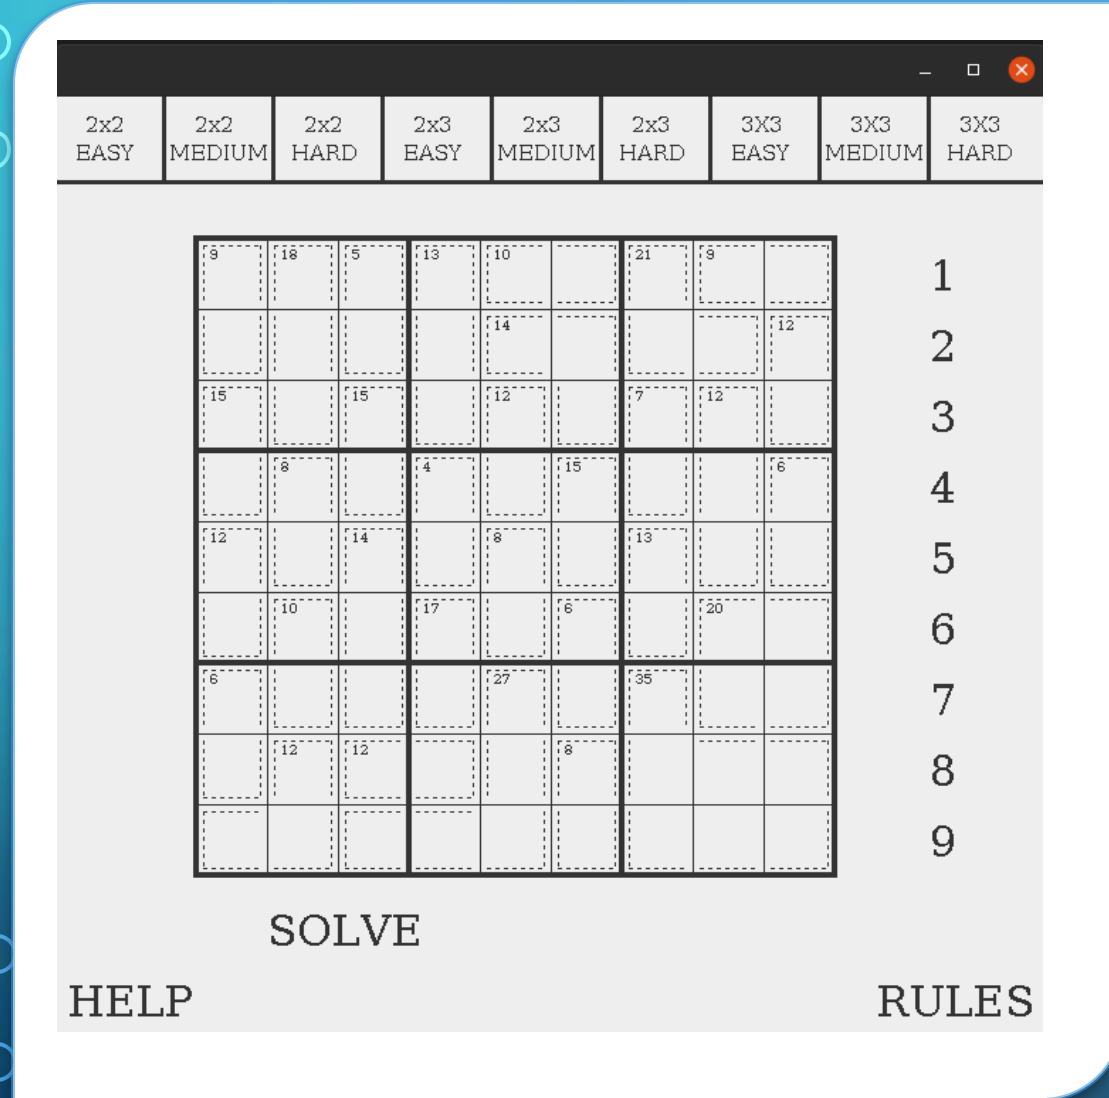 2x2 2x2 2x2 2x3 2x3 2x3 3X3 3X3 3X3
EASY MEDIUM HARD EASY MEDIUM HARD EASY MEDIUM HARD
9 18 5 13 10 21 9
1
14 12
2
15 15 12 7 12
3
8 4 15 6
4
12 14 8 13
5
10 17 6 20
6
6 27 35
7
12 12 8
8
9
SOLVE
HELP RULES